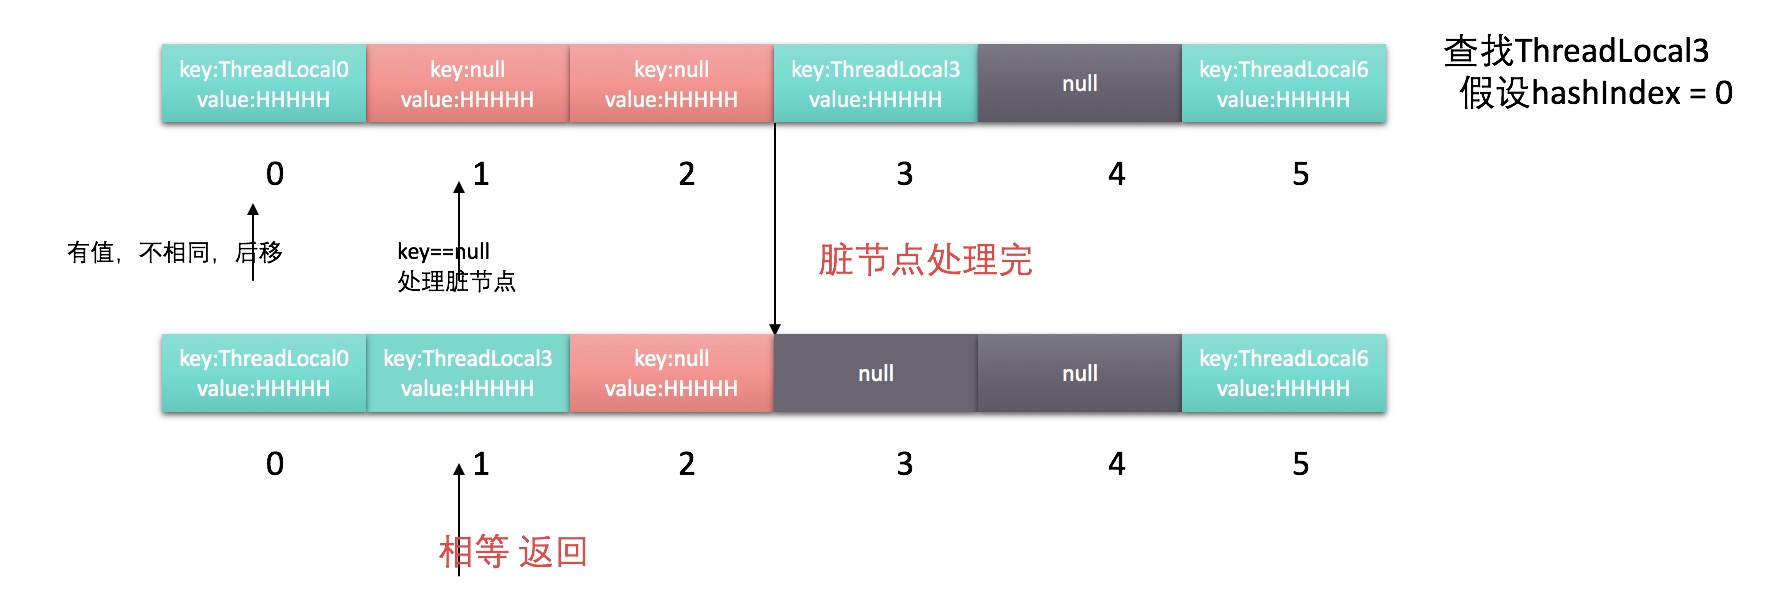 key:ThreadLocal0
value:HHHHH
key:null
value:HHHHH
key:null
value:HHHHH
key:ThreadLocal3
value:HHHHH
null
key:ThreadLocal6
value:HHHHH
查找ThreadLocal3
假设hashIndex = 0
0
1
2
3
4
5
有值，不相同，后移
key==null
处理脏节点
脏节点处理完
key:ThreadLocal0
value:HHHHH
key:ThreadLocal3
value:HHHHH
key:null
value:HHHHH
null
null
key:ThreadLocal6
value:HHHHH
0
1
2
3
4
5
相等 返回